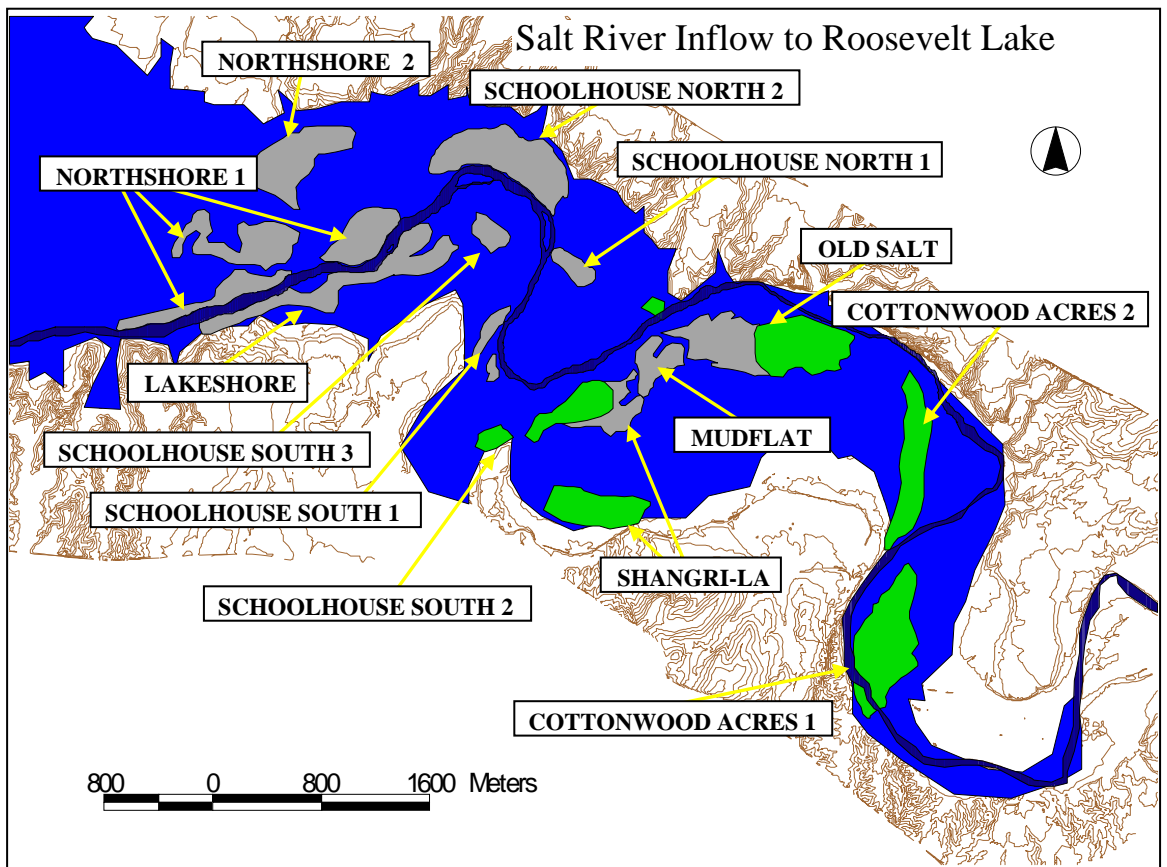 Salt River Inflow to Roosevelt Lake
NORTHSHORE 2
SCHOOLHOUSE NORTH 2
SCHOOLHOUSE NORTH 1
NORTHSHORE 1
OLD SALT
COTTONWOOD ACRES 2
LAKESHORE
MUDFLAT
SCHOOLHOUSE SOUTH 3
SCHOOLHOUSE SOUTH 1
SHANGRI-LA
SCHOOLHOUSE SOUTH 2
COTTONWOOD ACRES 1
800 0 800 1600 Meters